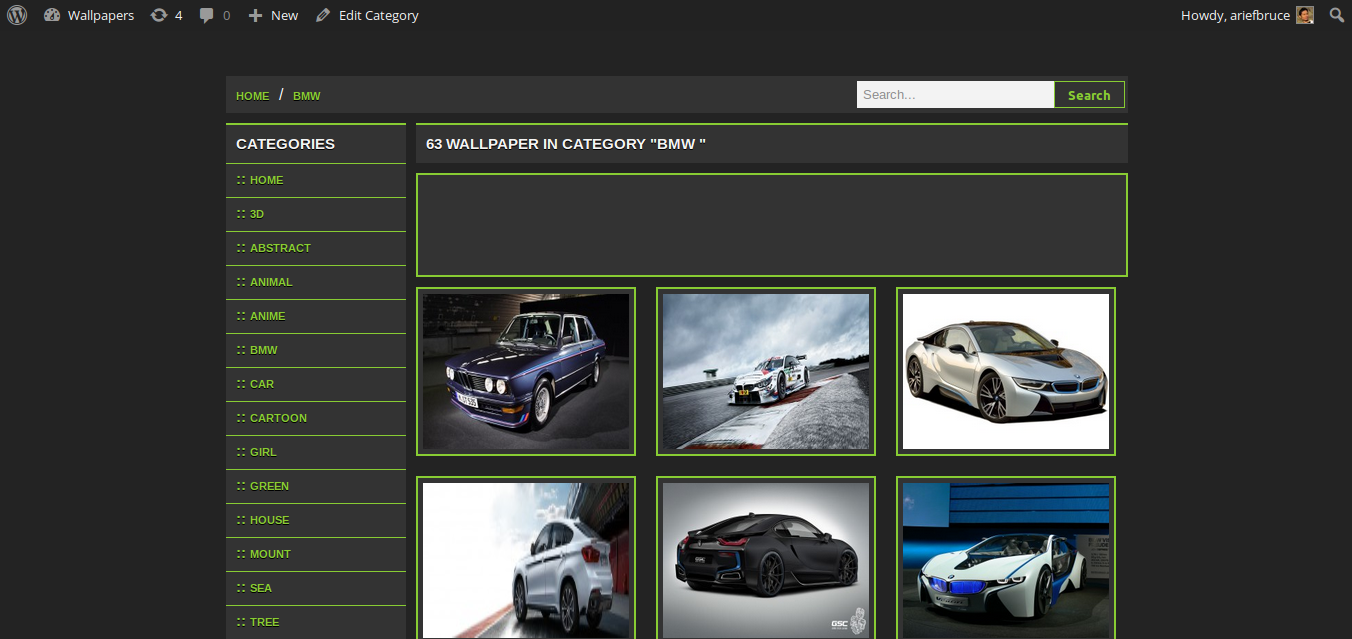 Wallpapers 4 0 New Edit Category Howdy, ariefbruce
HOME / BMW Search... Search
CATEGORIES
63 WALLPAPER IN CATEGORY "BMW "
:: HOME
:: 3D
:: ABSTRACT
:: ANIMAL
:: ANIME
:: BMW
:: CAR
:: CARTOON
:: GIRL
:: GREEN
:: HOUSE
:: MOUNT
:: SEA
:: TREE
GSC